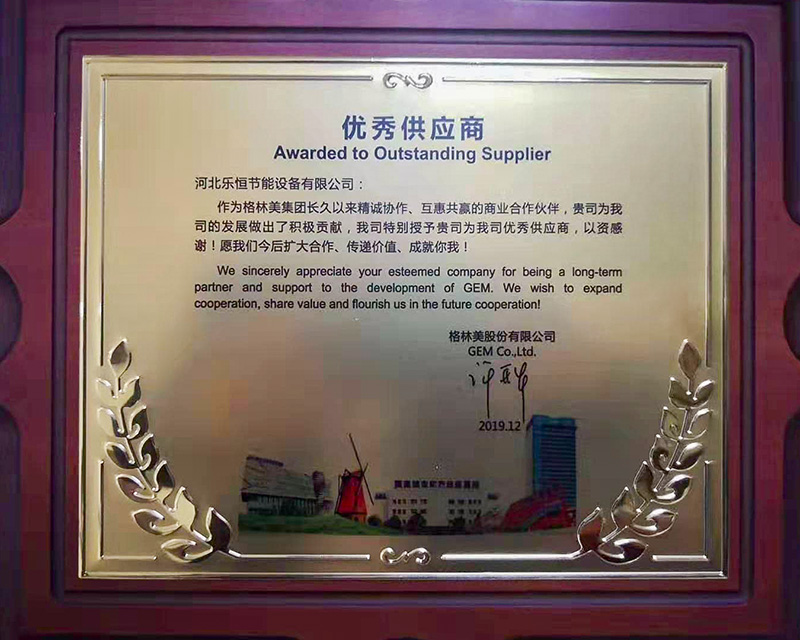 优秀供应商
Awarded to Outstanding Supplier
河北乐恒节能设备有限公司：
作为格林美集团长久以来精诚协作、互惠共赢的商业合作伙伴，贵司为我
司的发展做出了积极贡献，我司特别授予贵司为我司优秀供应商，以资感
谢！愿我们今后扩大合作、传递价值、成就你我！
We sincerely appreciate your esteemed company for being a long-term
partner and support to the development of GEM. We wish to expand
cooperation, share value and flourish us in the future cooperation!
格林美股份有限公司
GEM Co.,Ltd.
2019.12